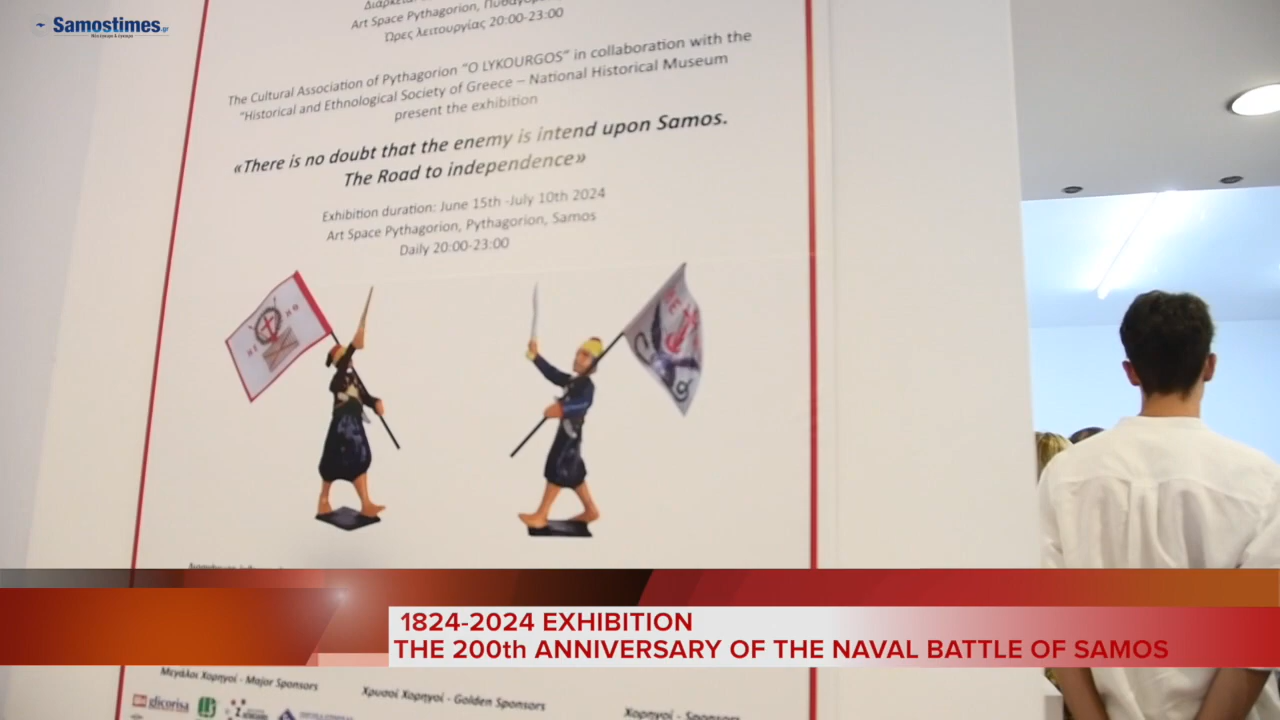 Samostimes.gr
Art Space Pythagorion,
Ώρες λειτουργίας 20:00-23:00
The Cultural Association of Pythagorion "O LYKOURGOS" in collaboration with the
"Historical and Ethnological Society of Greece – National Historical Museum
present the exhibition
«There is no doubt that the enemy is intend upon Samos.
The Road to independence»
Exhibition duration: June 15th -July 10th 2024
Art Space Pythagorion, Pythagorion, Samos
Daily 20:00-23:00
1824-2024 EXHIBITION
THE 200th ANNIVERSARY OF THE NAVAL BATTLE OF SAMOS
Μεγάλοι Χορηγοί - Major Sponsors
Χρυσοί Χορηγοί - Golden Sponsors
Χορηγοί - Sponsors
glicorisa